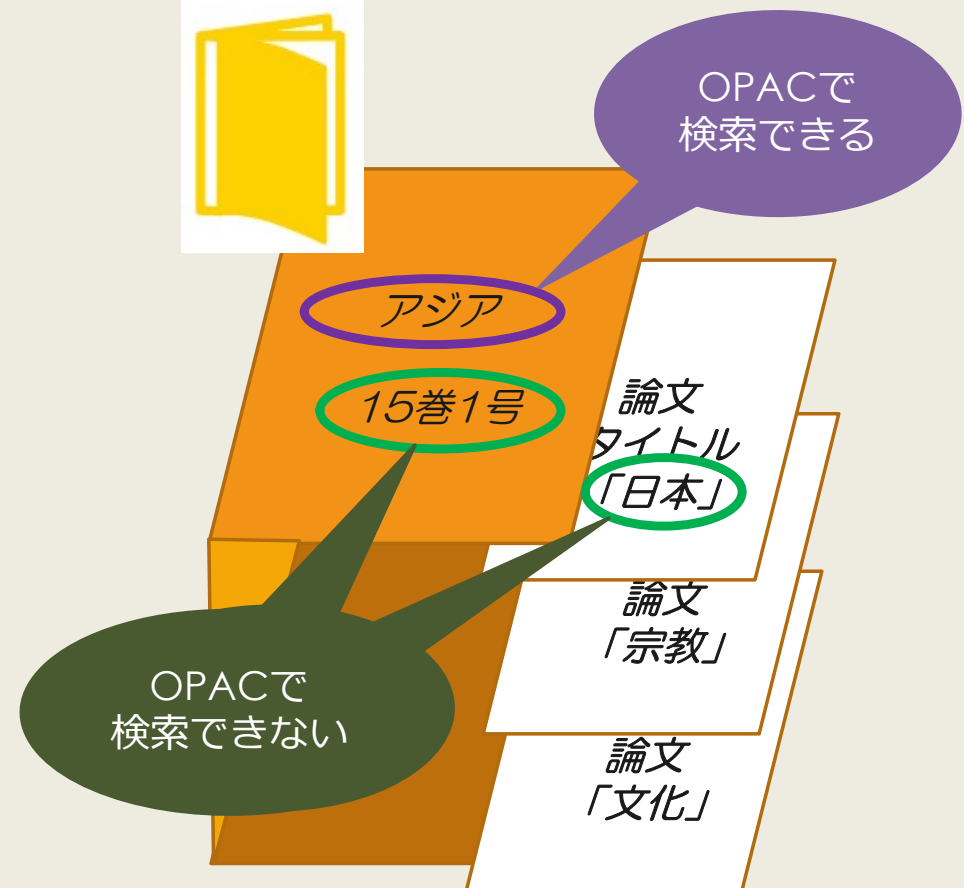 OPACで
検索できる
アジア
15巻1号
論文
タイトル
「日本」
論文
「宗教」
OPACで
検索できない
論文
「文化」